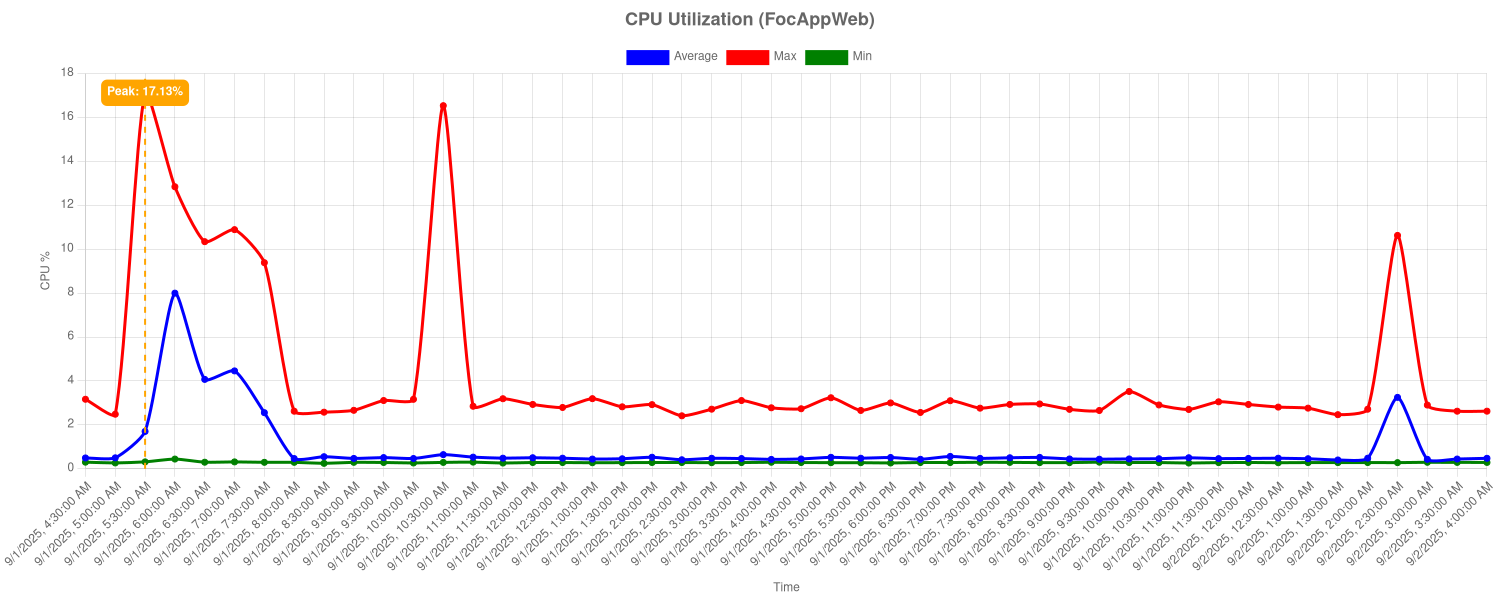 CPU Utilization (FocAppWeb)
Average Max Min
18
Peak: 17.13%
16
14
12
10
8
6
4
2
0
CPU %
9/1/2025, 4:30:00 AM
9/1/2025, 5:00:00 AM
9/1/2025, 5:30:00 AM
9/1/2025, 6:00:00 AM
9/1/2025, 6:30:00 AM
9/1/2025, 7:00:00 AM
9/1/2025, 7:30:00 AM
9/1/2025, 8:00:00 AM
9/1/2025, 8:30:00 AM
9/1/2025, 9:00:00 AM
9/1/2025, 9:30:00 AM
9/1/2025, 10:00:00 AM
9/1/2025, 10:30:00 AM
9/1/2025, 11:00:00 AM
9/1/2025, 11:30:00 AM
9/1/2025, 12:00:00 PM
9/1/2025, 12:30:00 PM
9/1/2025, 1:00:00 PM
9/1/2025, 1:30:00 PM
9/1/2025, 2:00:00 PM
9/1/2025, 2:30:00 PM
9/1/2025, 3:00:00 PM
9/1/2025, 3:30:00 PM
9/1/2025, 4:00:00 PM
9/1/2025, 4:30:00 PM
9/1/2025, 5:00:00 PM
9/1/2025, 5:30:00 PM
9/1/2025, 6:00:00 PM
9/1/2025, 6:30:00 PM
9/1/2025, 7:00:00 PM
9/1/2025, 7:30:00 PM
9/1/2025, 8:00:00 PM
9/1/2025, 8:30:00 PM
9/1/2025, 9:00:00 PM
9/1/2025, 9:30:00 PM
9/1/2025, 10:00:00 PM
9/1/2025, 10:30:00 PM
9/1/2025, 11:00:00 PM
9/1/2025, 11:30:00 PM
9/2/2025, 12:00:00 AM
9/2/2025, 12:30:00 AM
9/2/2025, 1:00:00 AM
9/2/2025, 1:30:00 AM
9/2/2025, 2:00:00 AM
9/2/2025, 2:30:00 AM
9/2/2025, 3:00:00 AM
9/2/2025, 3:30:00 AM
9/2/2025, 4:00:00 AM
Time